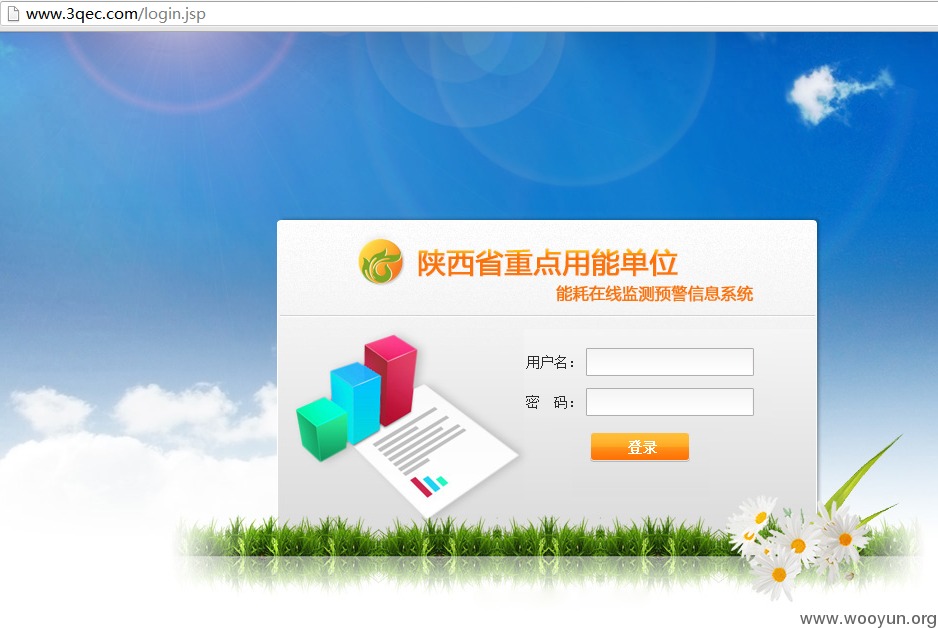 www.3qec.com/login.jsp
陕西省重点用能单位
能耗在线监测预警信息系统
用户名：
密 码：
登录
www.wooyun.org